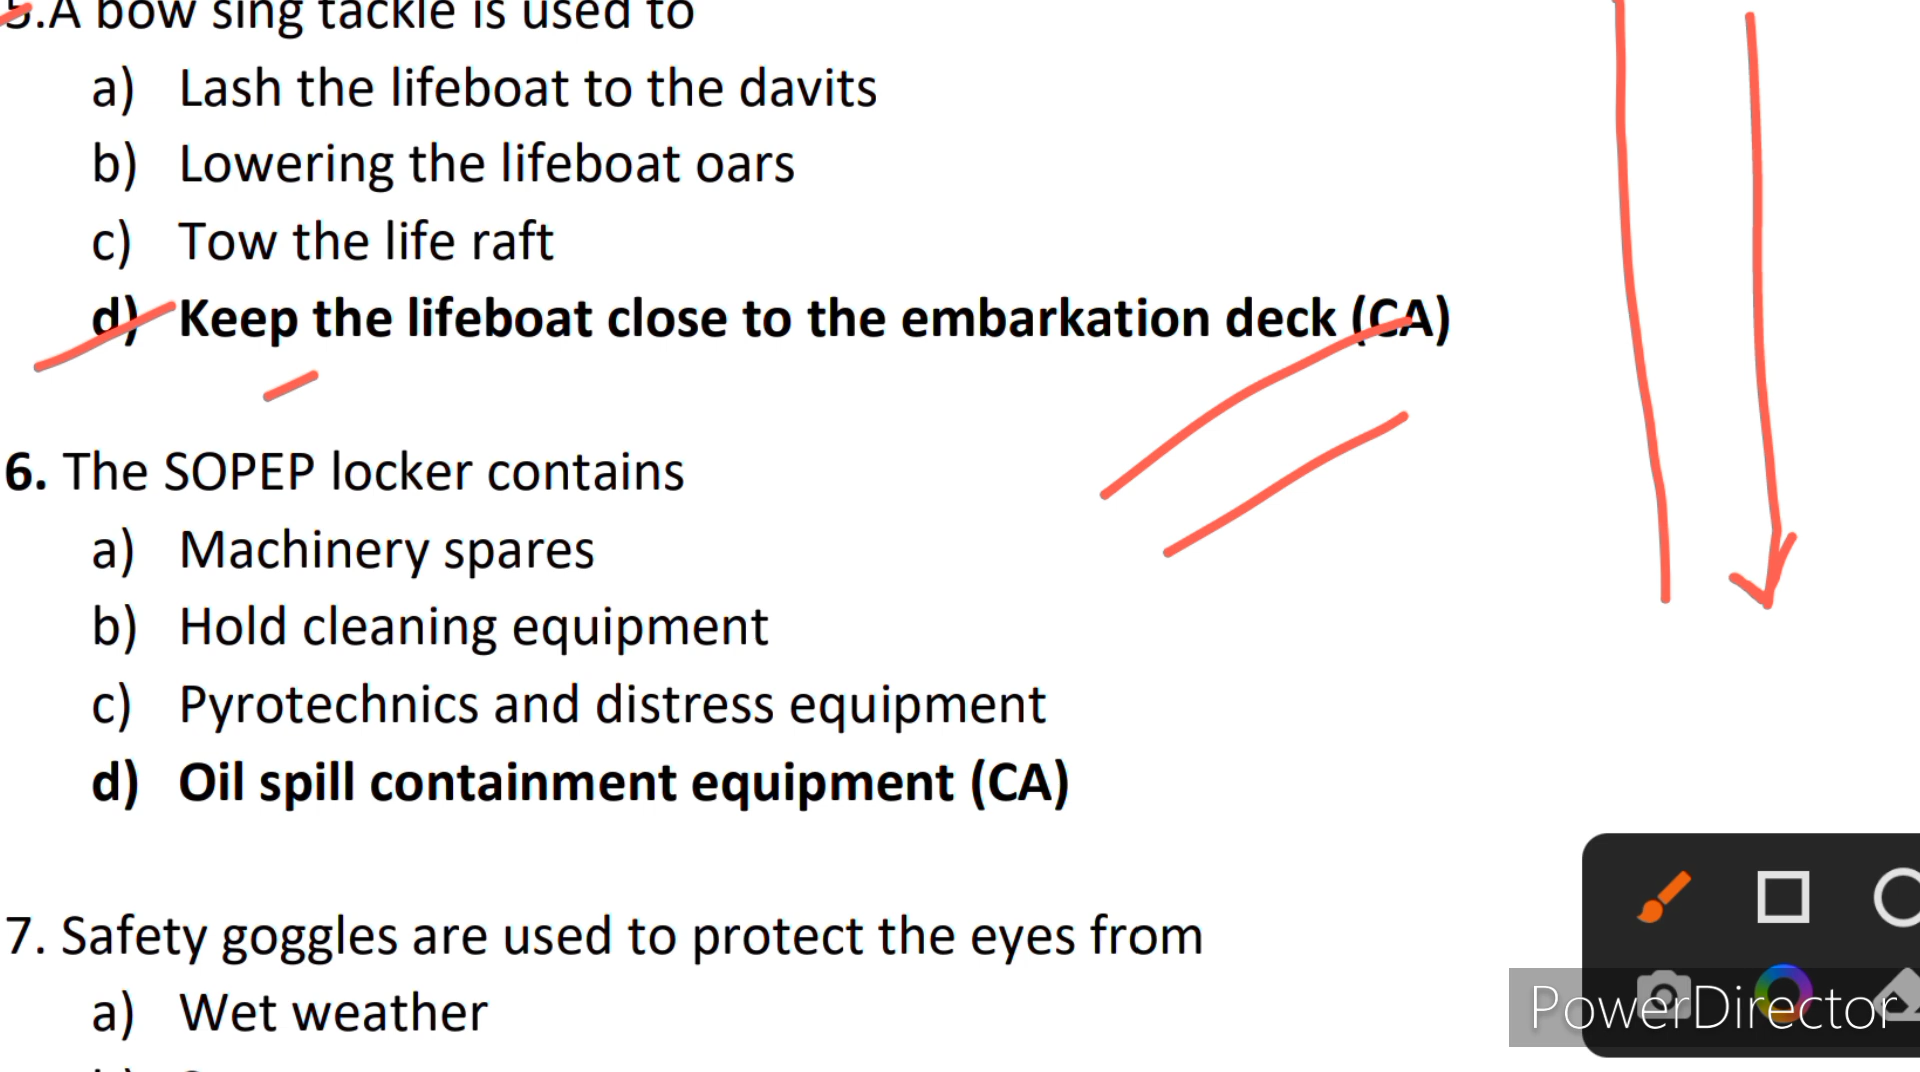 5.A bow sing tackle is used to
a) Lash the lifeboat to the davits
b) Lowering the lifeboat oars
c) Tow the life raft
d) Keep the lifeboat close to the embarkation deck (CA)
6. The SOPEP locker contains
a) Machinery spares
b) Hold cleaning equipment
c) Pyrotechnics and distress equipment
d) Oil spill containment equipment (CA)
7. Safety goggles are used to protect the eyes from
a) Wet weather
PowerDirector